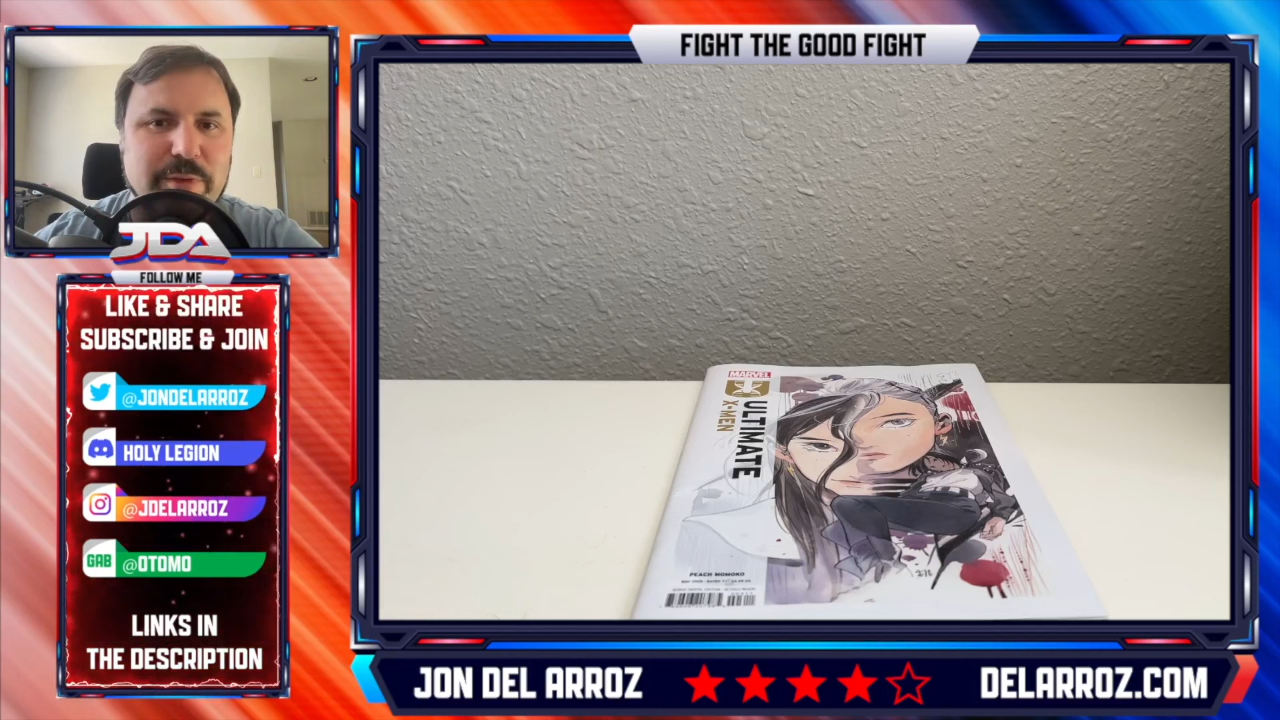 FIGHT THE GOOD FIGHT
JDA
FOLLOW ME
LIKE & SHARE
SUBSCRIBE & JOIN
@JONDELARROZ
HOLY LEGION
@JDELARROZ
GAB @OTOMO
LINKS IN
THE DESCRIPTION
MARVEL
ULTIMATE
X-MEN
PEACH MOMOKO
JON DEL ARROZ
DELARROZ.COM